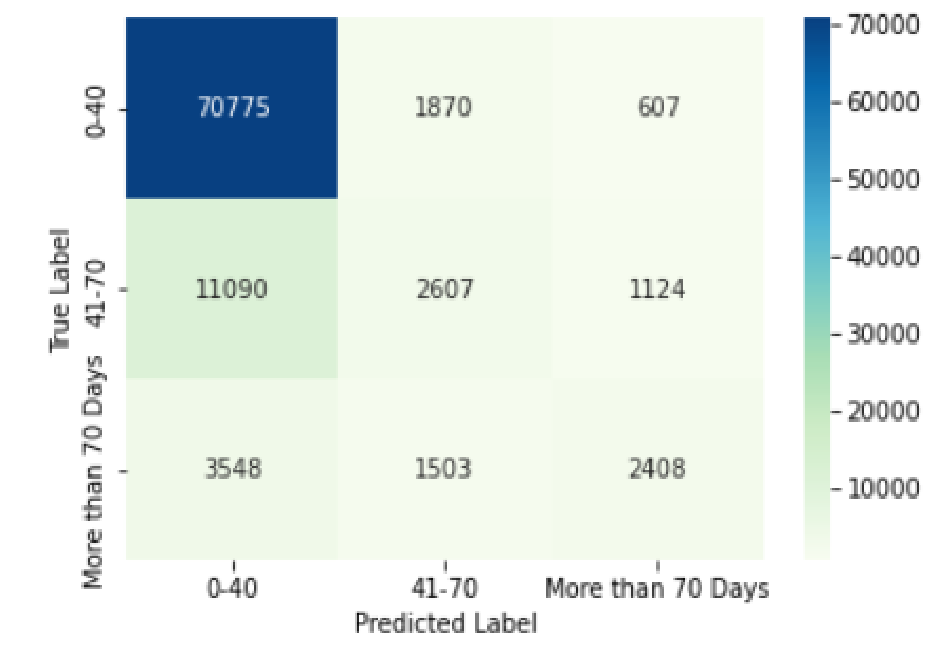 0-40 70775 1870 607
41-70 11090 2607 1124
More than 70 Days 3548 1503 2408
True Label
0-40 41-70 More than 70 Days
Predicted Label
70000
60000
50000
40000
30000
20000
10000